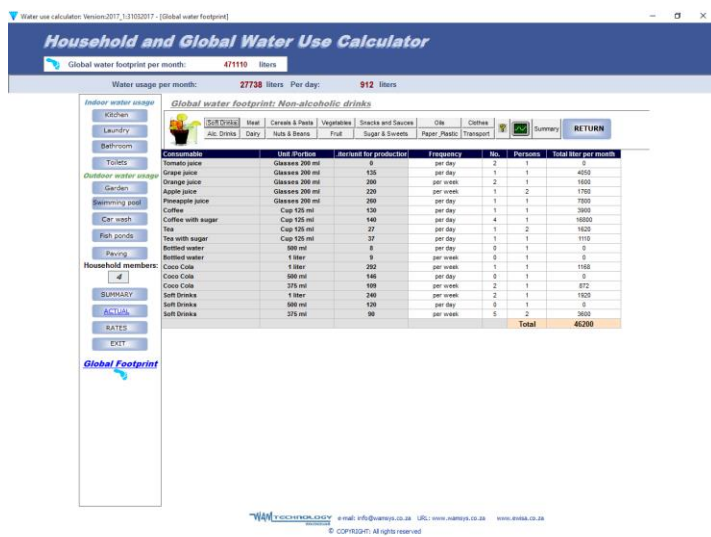 Water use calculator: Version:2017_1:31032017 - [Global water footprint]
Household and Global Water Use Calculator
Global water footprint per month: 471110 liters
Water usage per month: 27738 liters Per day: 912 liters
Indoor water usage
Kitchen
Laundry
Bathroom
Toilets
Outdoor water usage
Garden
Swimming pool
Car wash
Fish ponds
Paving
Household members:
4
SUMMARY
ACTUAL
RATES
EXIT
Global Footprint
Global water footprint: Non-alcoholic drinks
Soft Drinks Meat Cereals & Pasta Vegetables Snacks and Sauces Oils Clothes
Alc. Drinks Dairy Nuts & Beans Fruit Sugar & Sweets Paper_Plastic Transport
Summary
RETURN
Consumable Unit /Portion .iter/unit for production Frequency No. Persons Total liter per month
Tomato juice Glasses 200 ml 0 per day 2 1 0
Grape juice Glasses 200 ml 135 per day 1 1 4050
Orange juice Glasses 200 ml 200 per week 2 1 1600
Apple juice Glasses 200 ml 220 per week 1 2 1760
Pineapple juice Glasses 200 ml 260 per day 1 1 7800
Coffee Cup 125 ml 130 per day 1 1 3900
Coffee with sugar Cup 125 ml 140 per day 4 1 16800
Tea Cup 125 ml 27 per day 1 2 1620
Tea with sugar Cup 125 ml 37 per day 1 1 1110
Bottled water 500 ml 8 per day 0 1 0
Bottled water 1 liter 9 per week 0 1 0
Coco Cola 1 liter 292 per week 1 1 1168
Coco Cola 500 ml 146 per day 0 1 0
Coco Cola 375 ml 109 per week 2 1 872
Soft Drinks 1 liter 240 per week 2 1 1920
Soft Drinks 500 ml 120 per day 0 1 0
Soft Drinks 375 ml 90 per week 5 2 3600
Total 46200
WAM TECHNOLOGY e-mail: info@wamsys.co.za URL: www.wamsys.co.za www.ewisa.co.za
© COPYRIGHT: All rights reserved